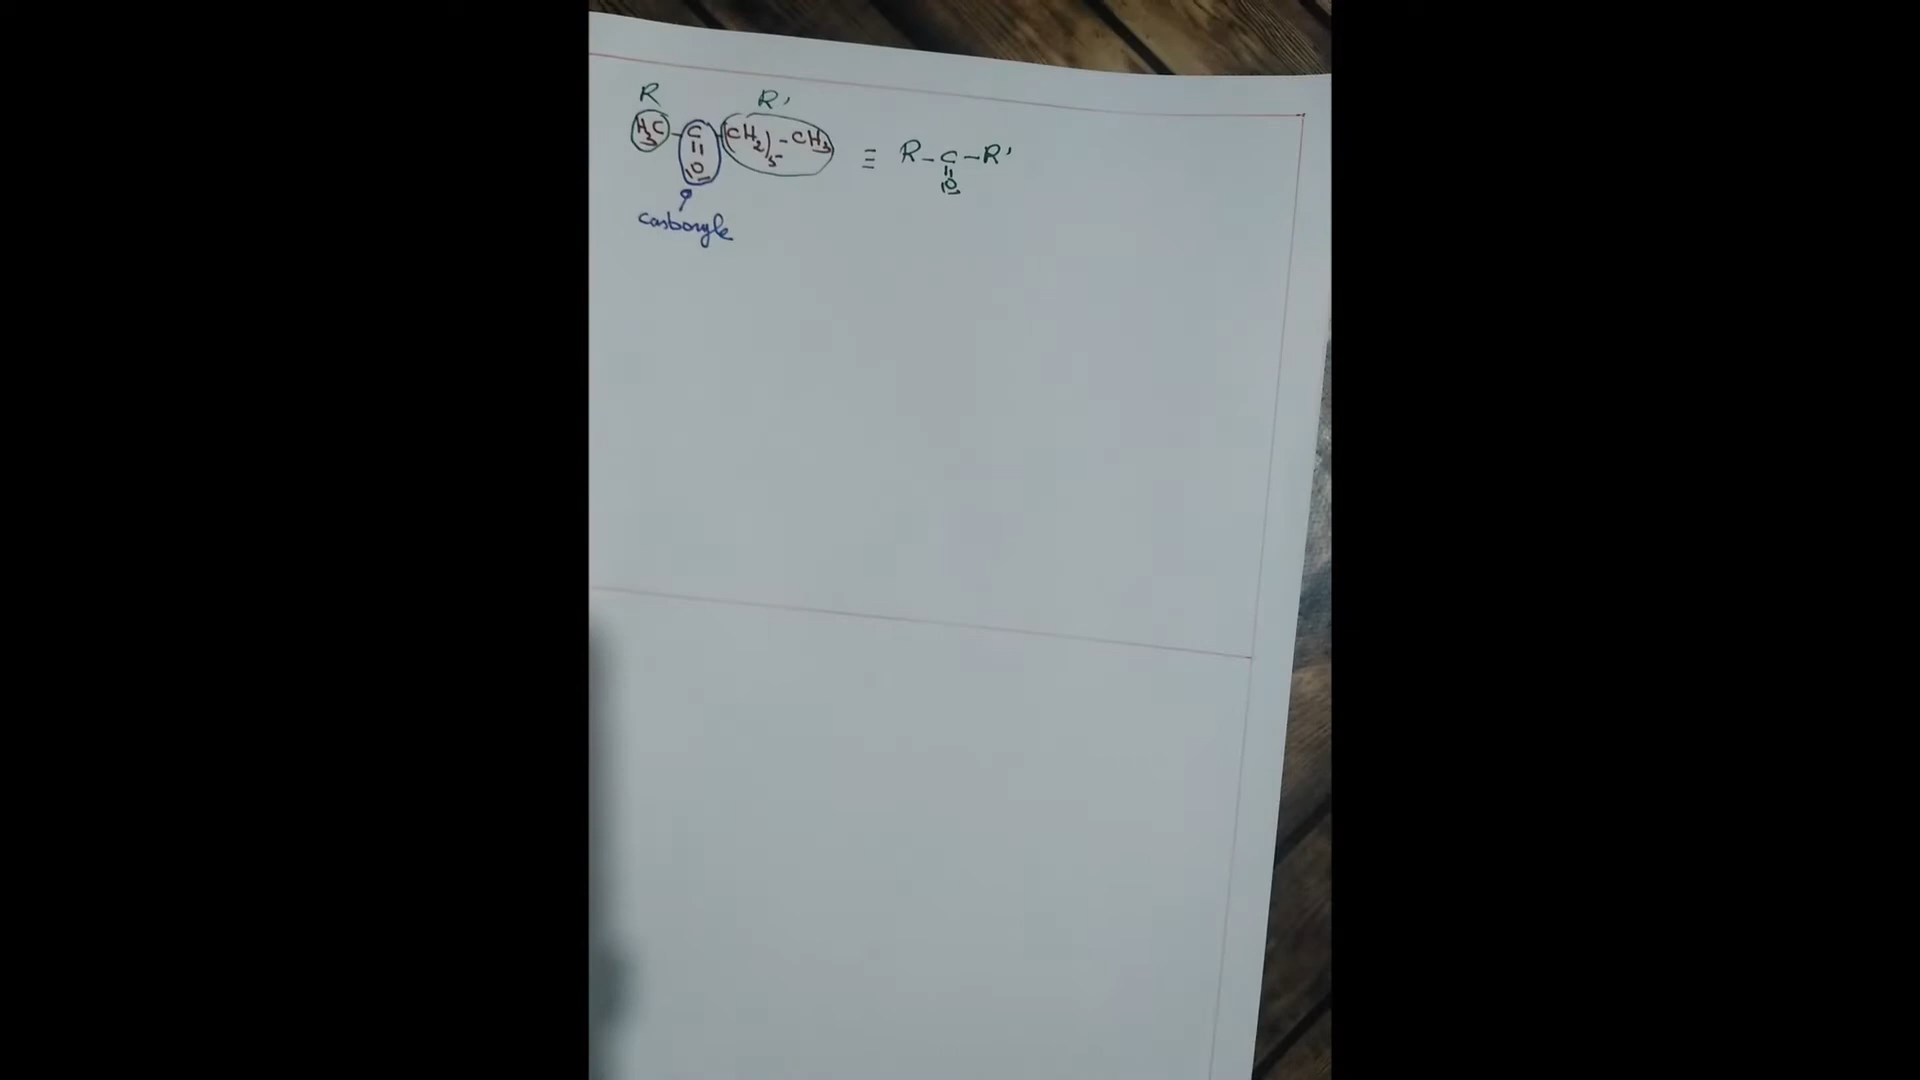 R R'
H₃C-C-(CH₂)₅-CH₃ ≡ R-C-R'
|| ||
O O
carbonyle